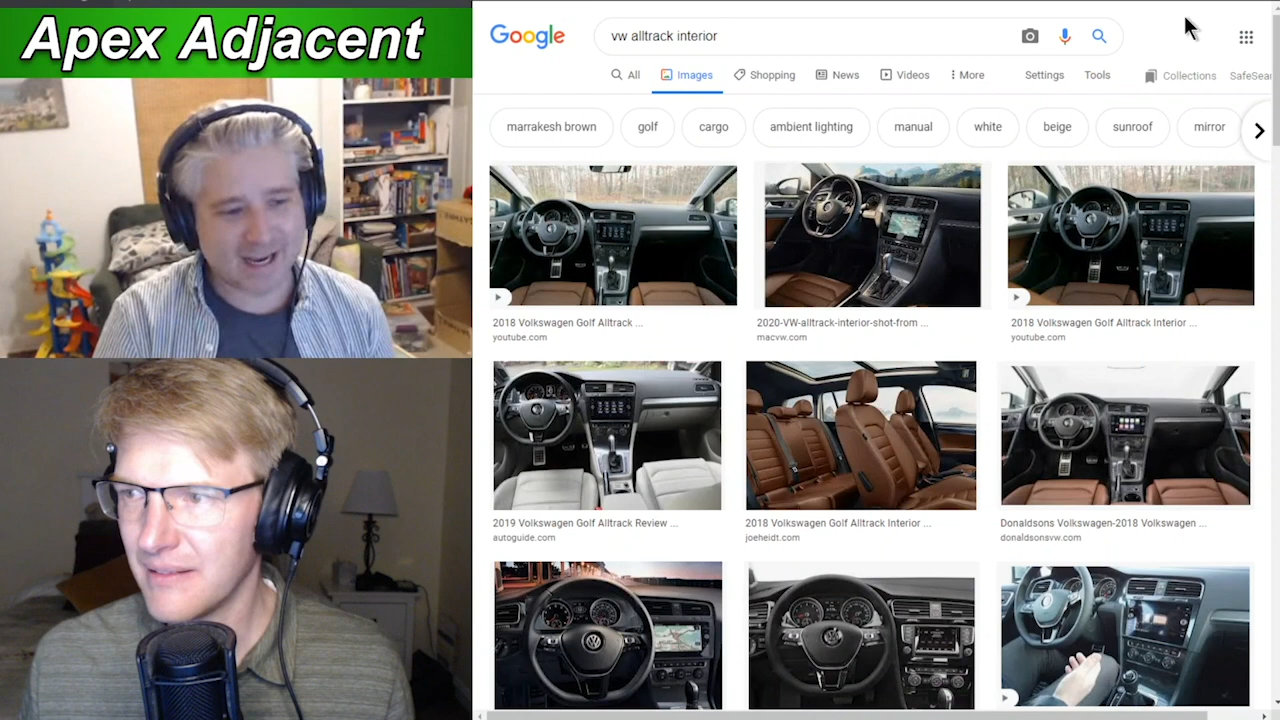 Apex Adjacent
Google
vw alltrack interior
All
Images
Shopping
News
Videos
More
Settings
Tools
Collections
marrakesh brown
golf
cargo
ambient lighting
manual
white
beige
sunroof
mirror
2018 Volkswagen Golf Alltrack ...
youtube.com
2020-VW-alltrack-interior-shot-from ...
macvw.com
2018 Volkswagen Golf Alltrack Interior ...
youtube.com
2019 Volkswagen Golf Alltrack Review ...
autoguide.com
2018 Volkswagen Golf Alltrack Interior ...
joeheidt.com
Donaldsons Volkswagen-2018 Volkswagen ...
donaldsonsvw.com